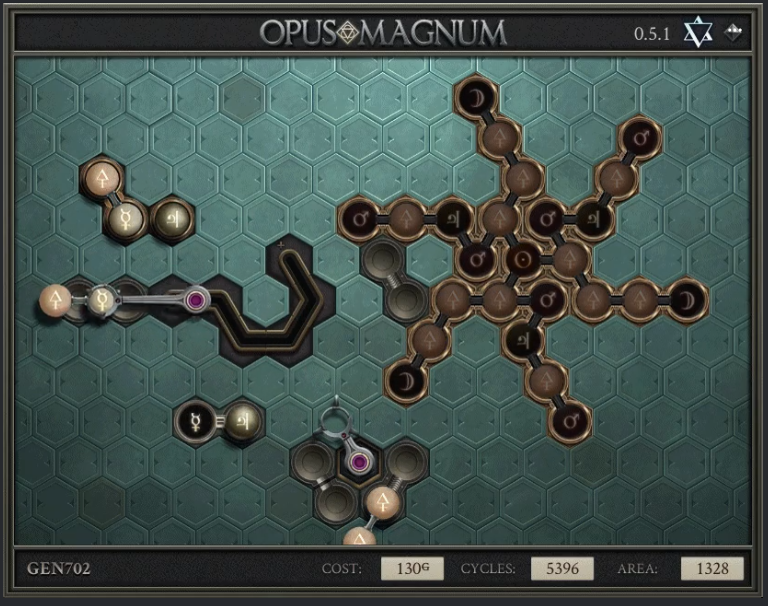 OPUS MAGNUM
0.5.1
GEN702
COST: 130G
CYCLES: 5396
AREA: 1328